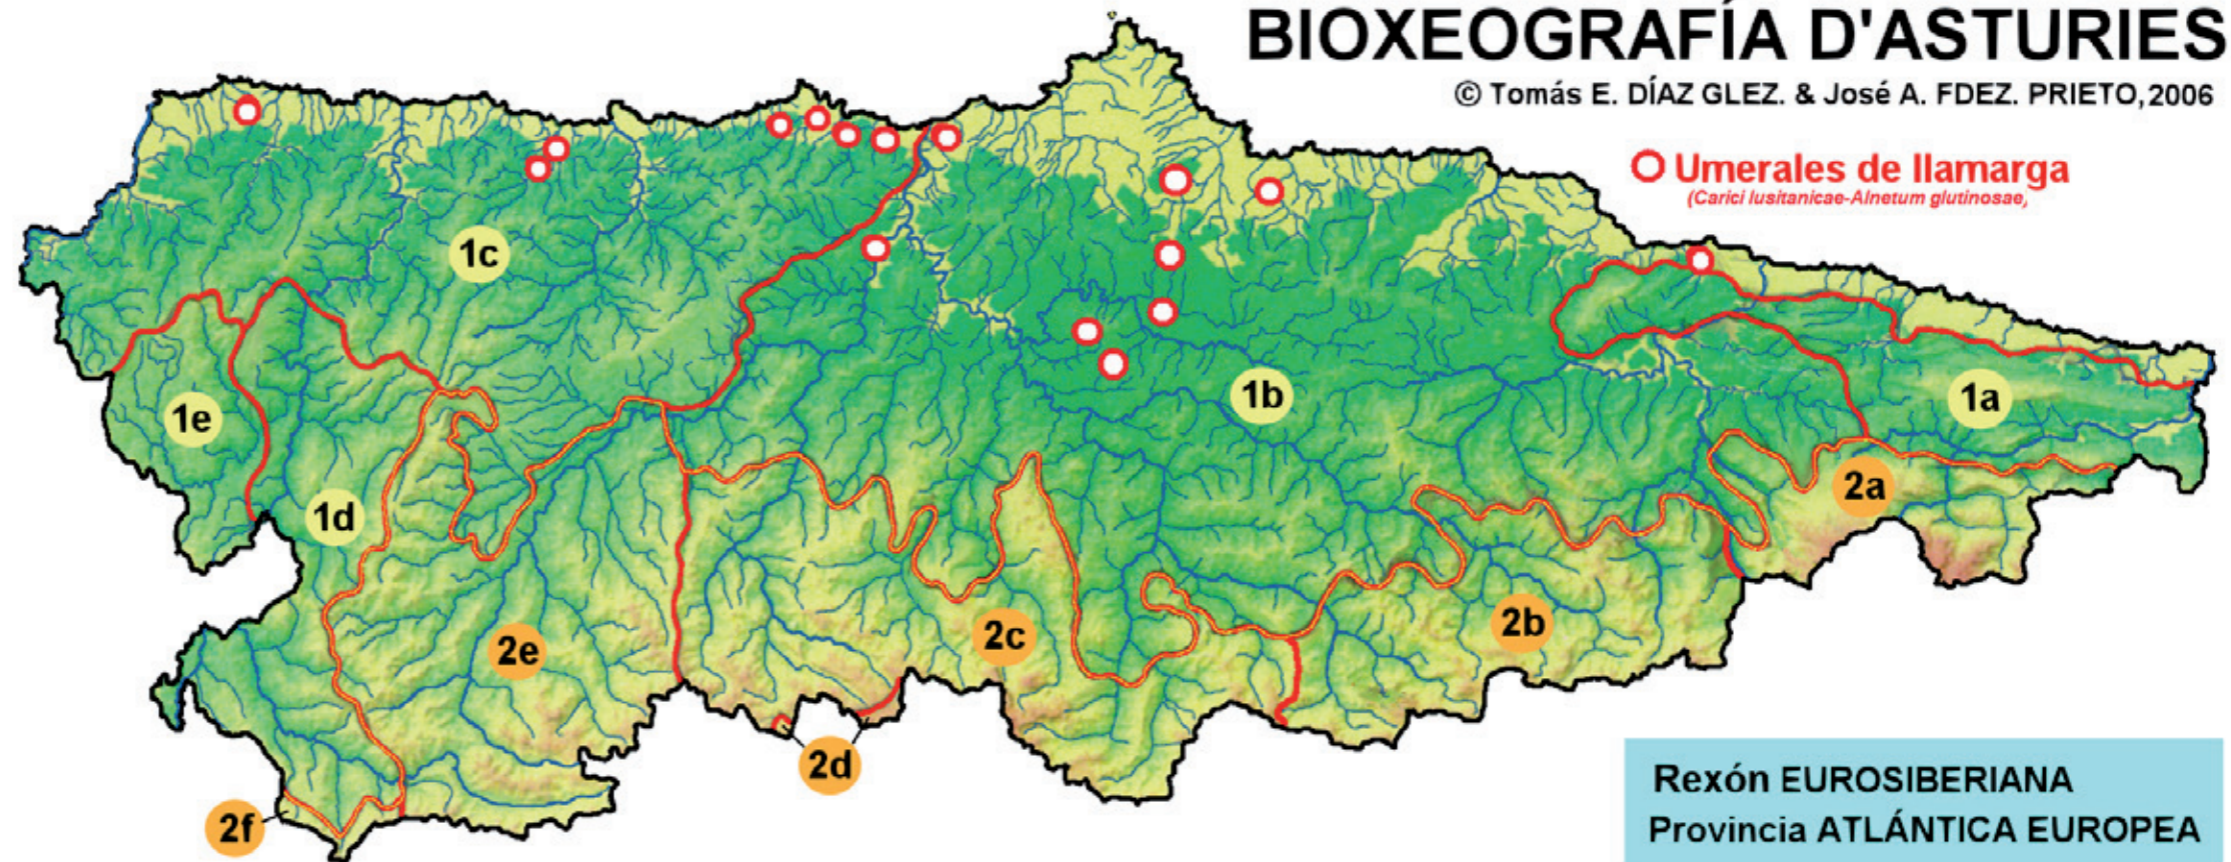 BIOXEOGRAFÍA D'ASTURIES
© Tomás E. DÍAZ GLEZ. & José A. FDEZ. PRIETO, 2006
Umerales de llamarga
(Carici lusitanicae-Alnetum glutinosae,
1c
1b
1a
1e
2a
1d
2b
2c
2e
2d
2f
Rexón EUROSIBERIANA
Provincia ATLÁNTICA EUROPEA